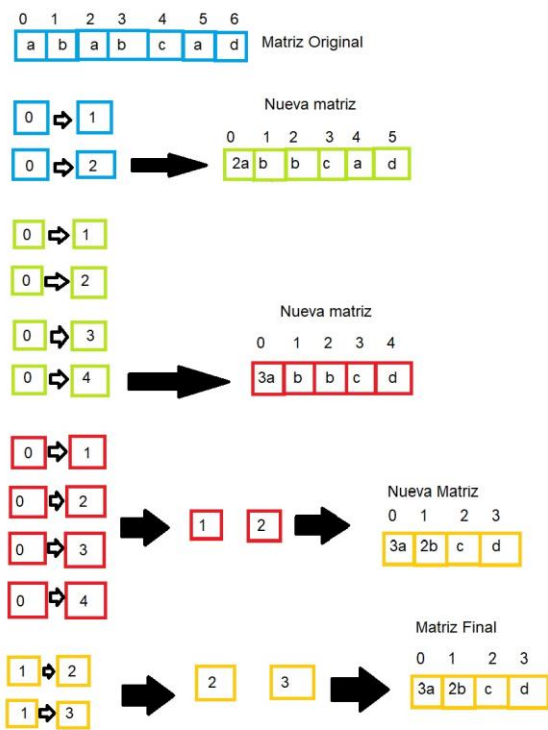 0 1 2 3 4 5 6
a b a b c a d
Matriz Original
Nueva matriz
0 1
0 2
0 1 2 3 4 5
2a b b c a d
0 1
0 2
0 3
0 4
Nueva matriz
0 1 2 3 4
3a b b c d
0 1
0 2
0 3
0 4
1 2
Nueva Matriz
0 1 2 3
3a 2b c d
1 2
1 3
2 3
Matriz Final
0 1 2 3
3a 2b c d